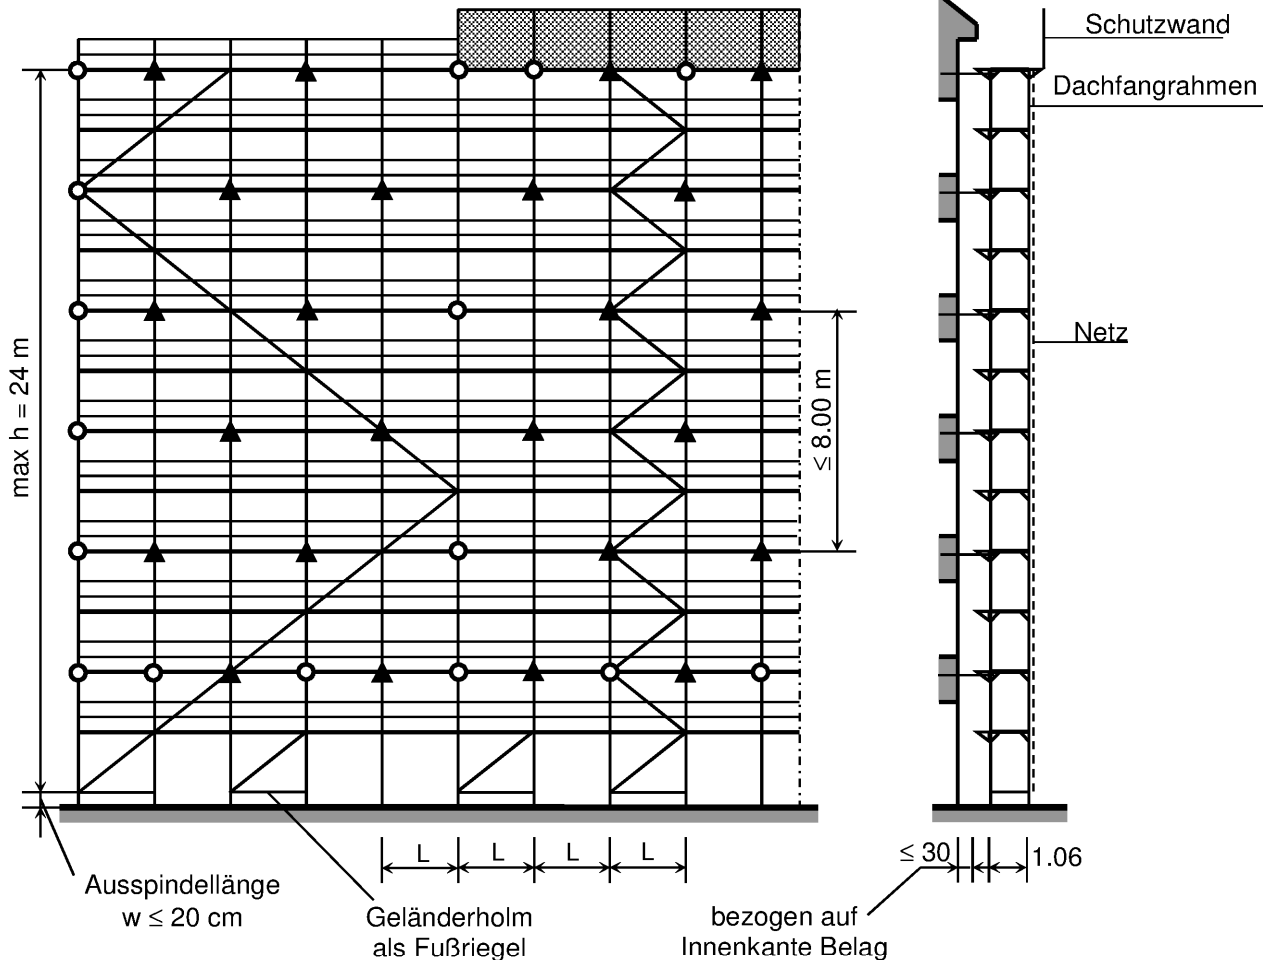 Schutzwand
Dachfangrahmen
Netz
max h = 24 m
≤ 8.00 m
L
L
L
L
≤ 30
1.06
Ausspindellänge
w ≤ 20 cm
Geländerholm
als Fußriegel
bezogen auf
Innenkante Belag